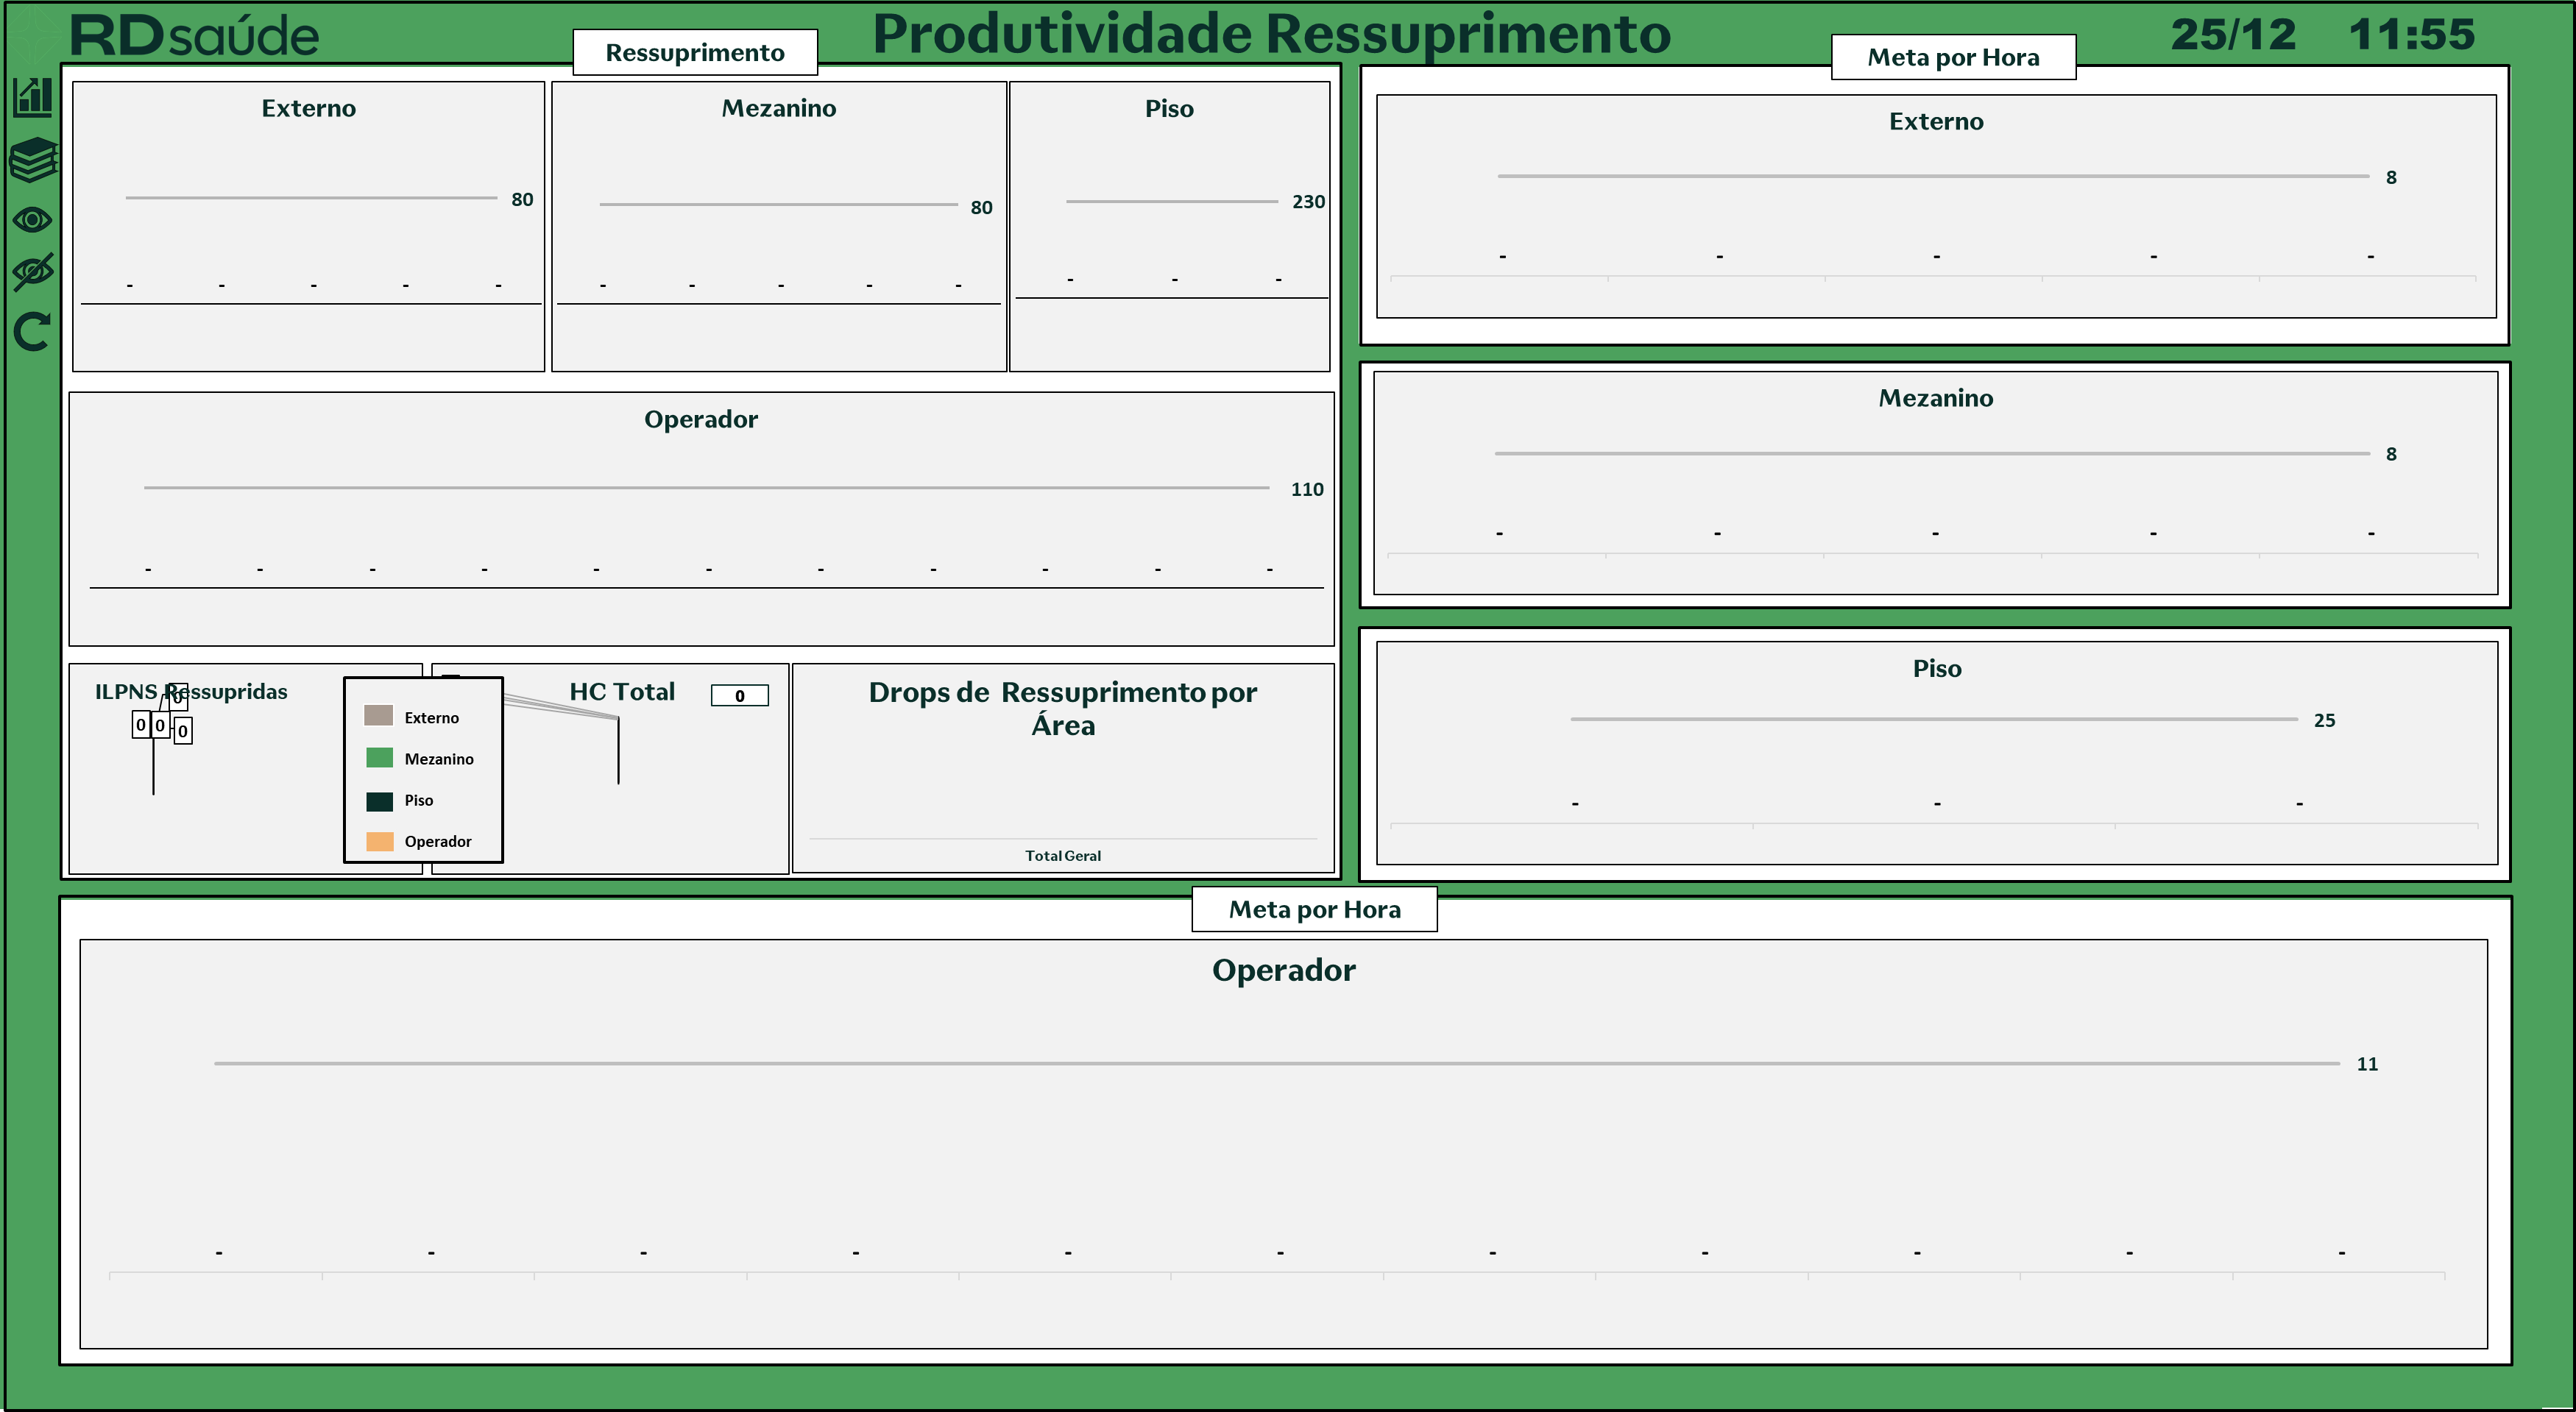 RDsaúde
Produtividade Ressuprimento
25/12 11:55
Ressuprimento
Externo
80
- - - - -
Mezanino
80
- - - - -
Piso
230
- - -
Operador
110
- - - - - - - - - - -
ILPNS Ressupridas
0
0 0 0
Externo
Mezanino
Piso
Operador
HC Total 0
Drops de Ressuprimento por
Área
Total Geral
Meta por Hora
Externo
8
- - - - -
Mezanino
8
- - - - -
Piso
25
- - -
Meta por Hora
Operador
11
- - - - - - - - - - -